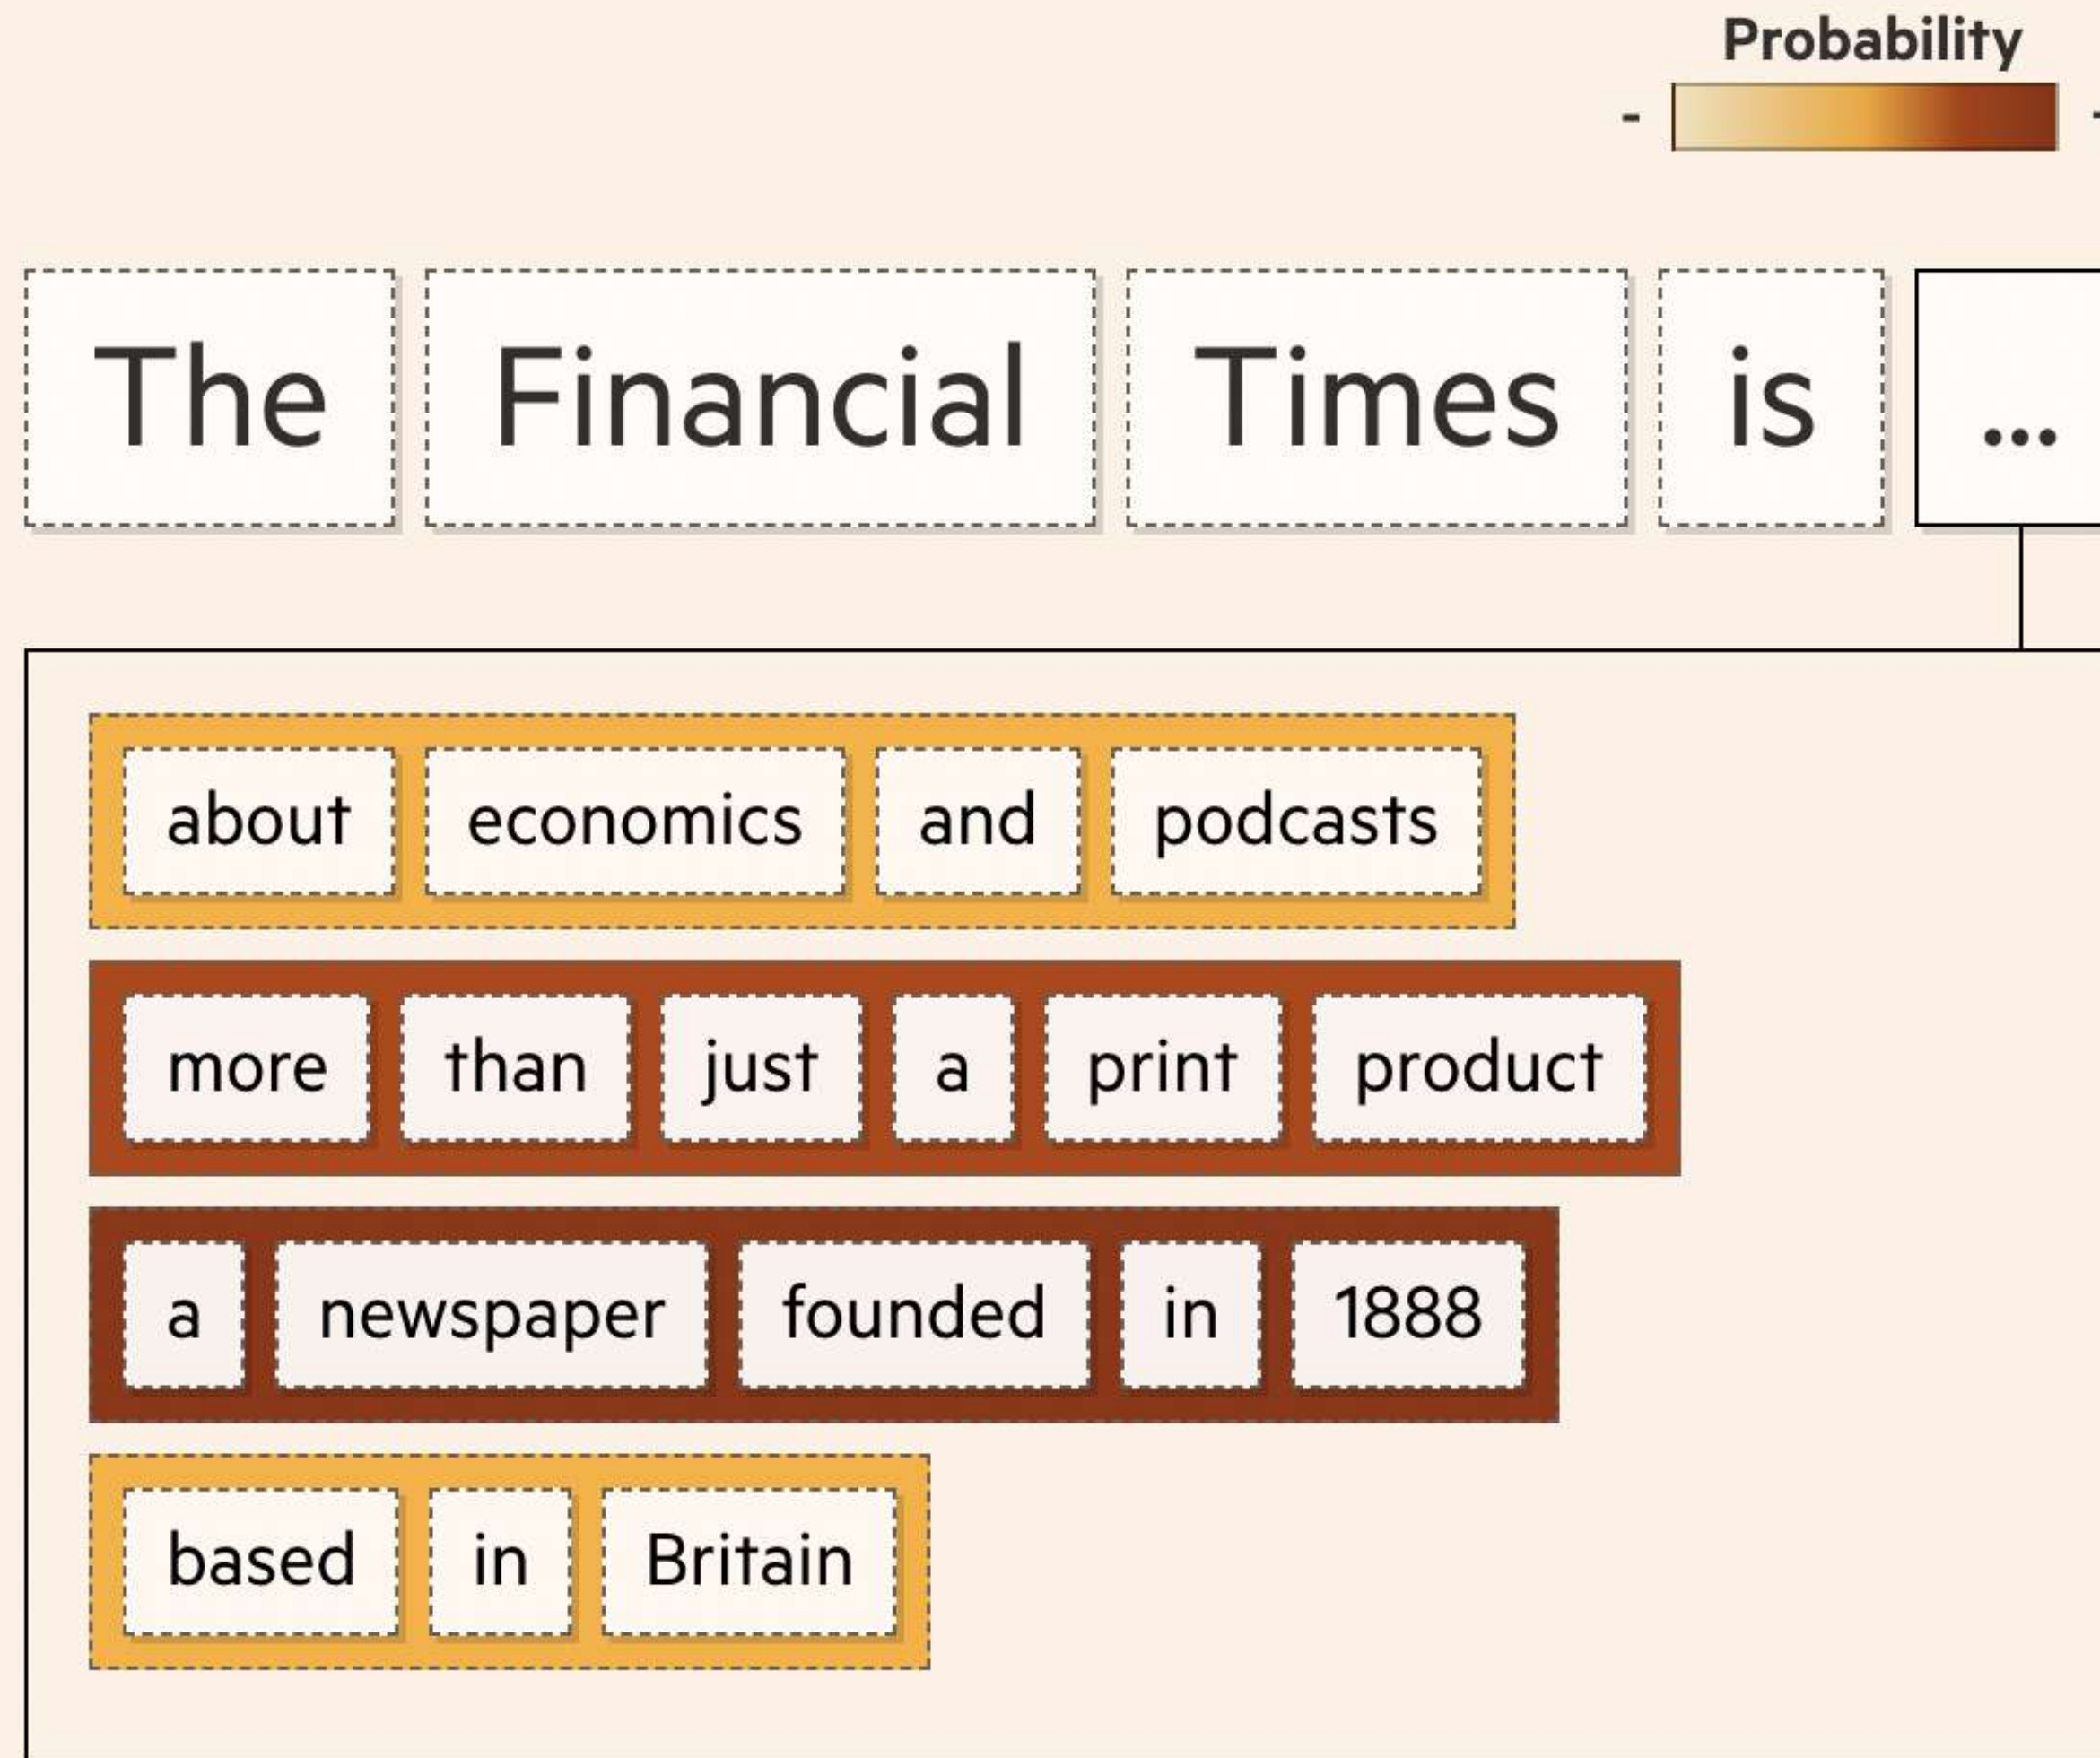 Probability
- -
The Financial Times is ...
about economics and podcasts
more than just a print product
a newspaper founded in 1888
based in Britain